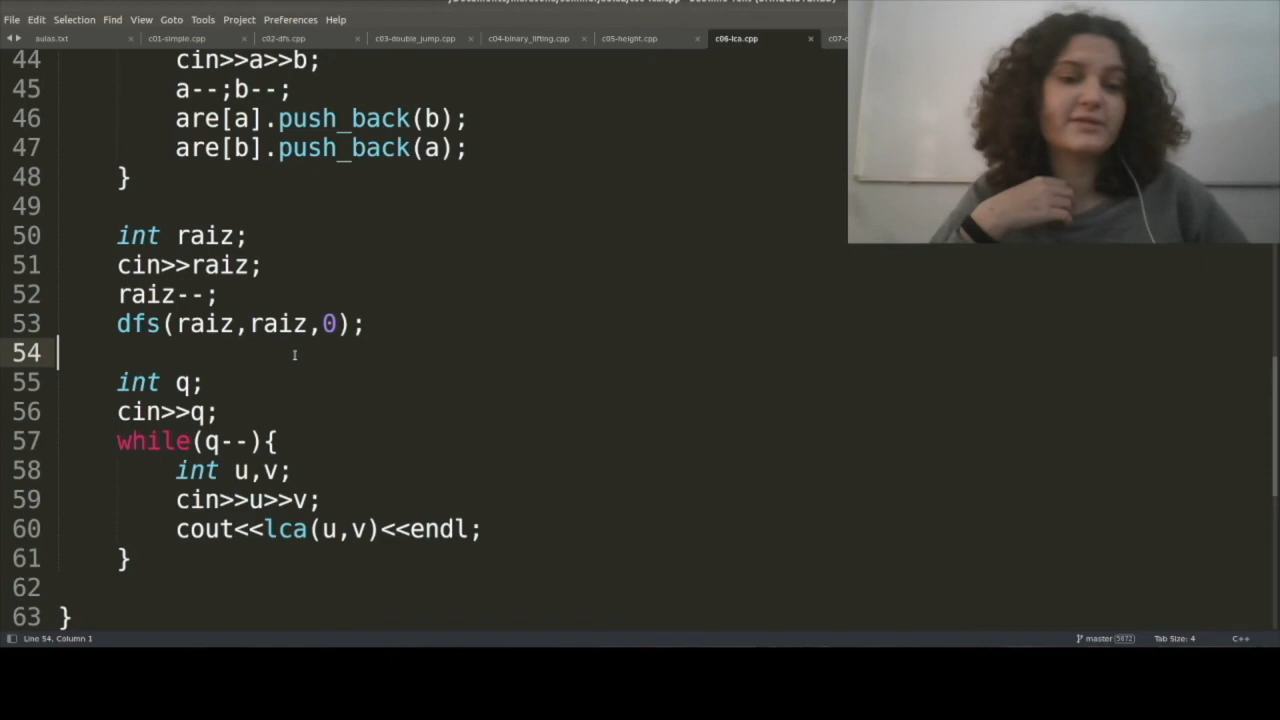 File Edit Selection Find View Goto Tools Project Preferences Help
aulas.txt × c01-simple.cpp × c02-dfs.cpp × c03-double_jump.cpp × c04-binary_lifting.cpp × c05-height.cpp × c06-lca.cpp ×
44 cin>>a>>b;
45 a--;b--;
46 are[a].push_back(b);
47 are[b].push_back(a);
48 }
49
50 int raiz;
51 cin>>raiz;
52 raiz--;
53 dfs(raiz,raiz,0);
54
55 int q;
56 cin>>q;
57 while(q--){
58 int u,v;
59 cin>>u>>v;
60 cout<<lca(u,v)<<endl;
61 }
62
63 }
Line 54, Column 1 master 5672 Tab Size: 4 C++